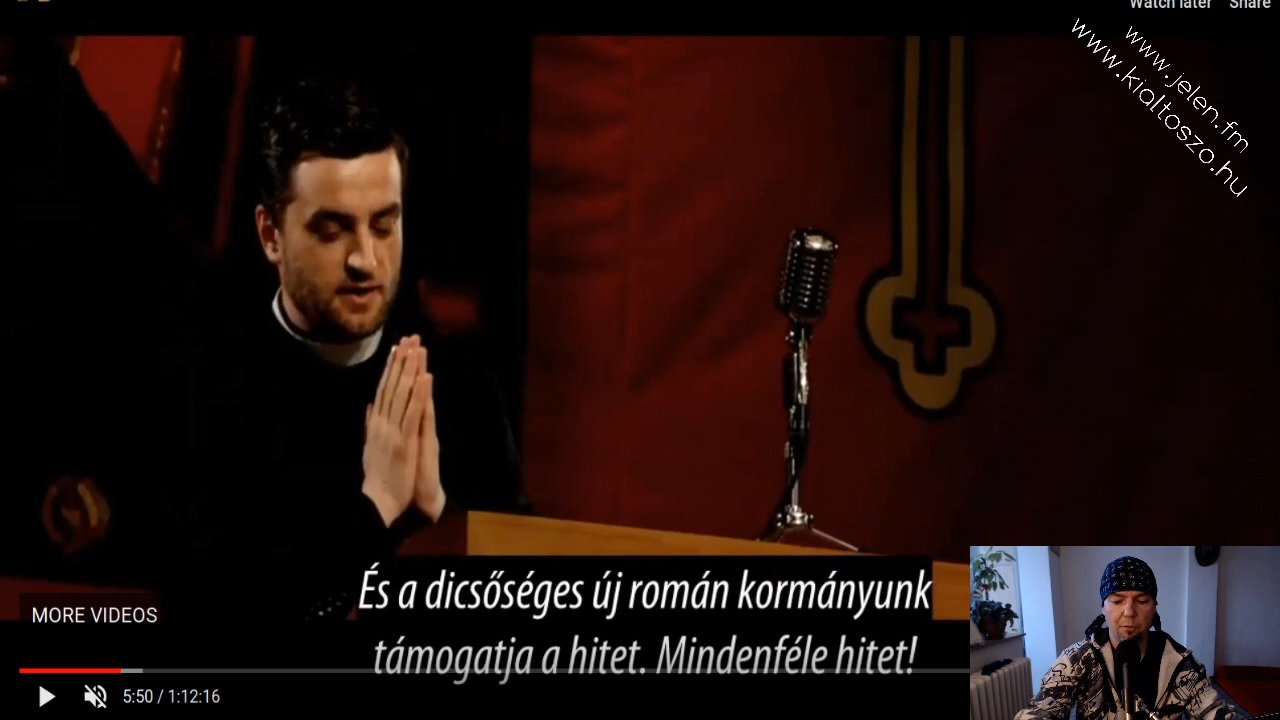 Watch later Share
www.jelen.fm
www.kialtoszo.hu
És a dicsőséges új román kormányunk
támogatja a hitet. Mindenféle hitet!
MORE VIDEOS
5:50 / 1:12:16